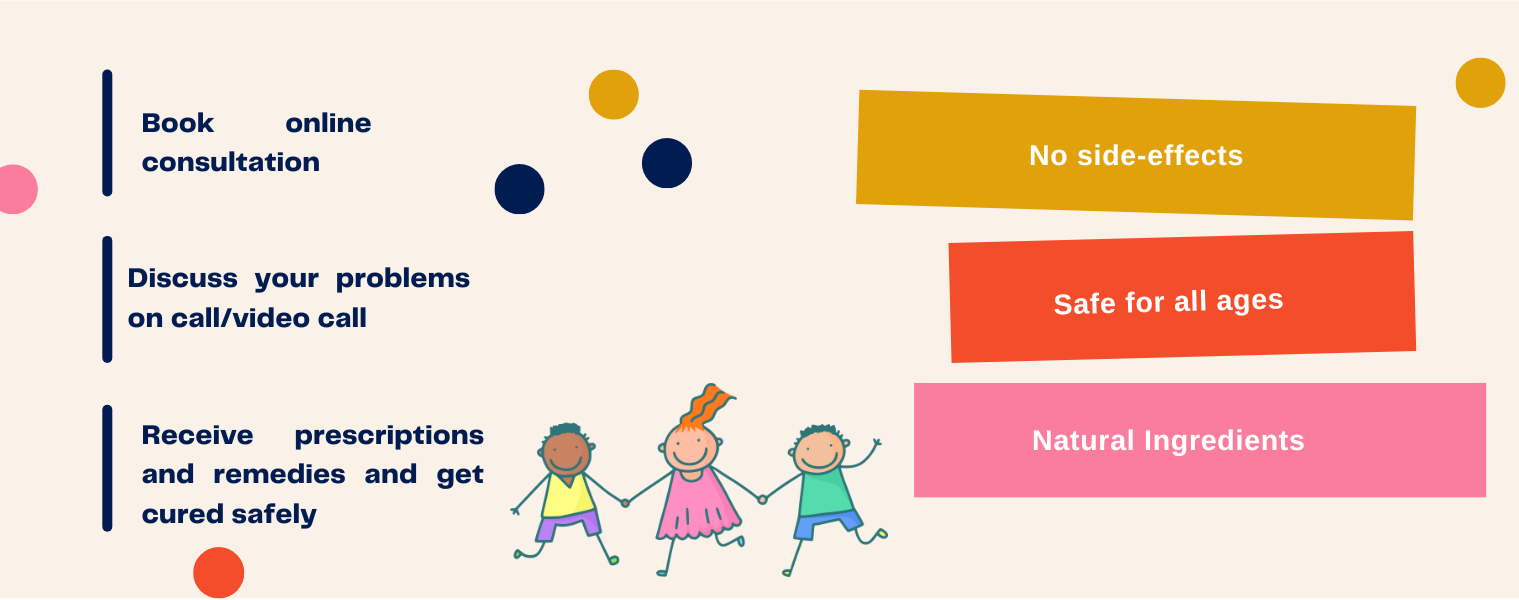 Book online
consultation
Discuss your problems
on call/video call
Receive prescriptions
and remedies and get
cured safely
No side-effects
Safe for all ages
Natural Ingredients